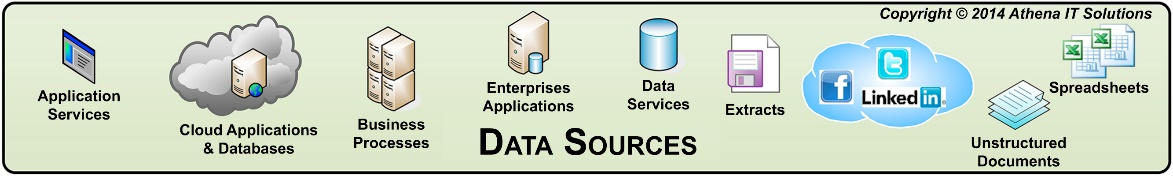 Copyright © 2014 Athena IT Solutions
Application
Services
Cloud Applications
& Databases
Business
Processes
Enterprises
Applications
Data
Services
Extracts
f
t
Linked in
Unstructured
Documents
Spreadsheets
DATA SOURCES